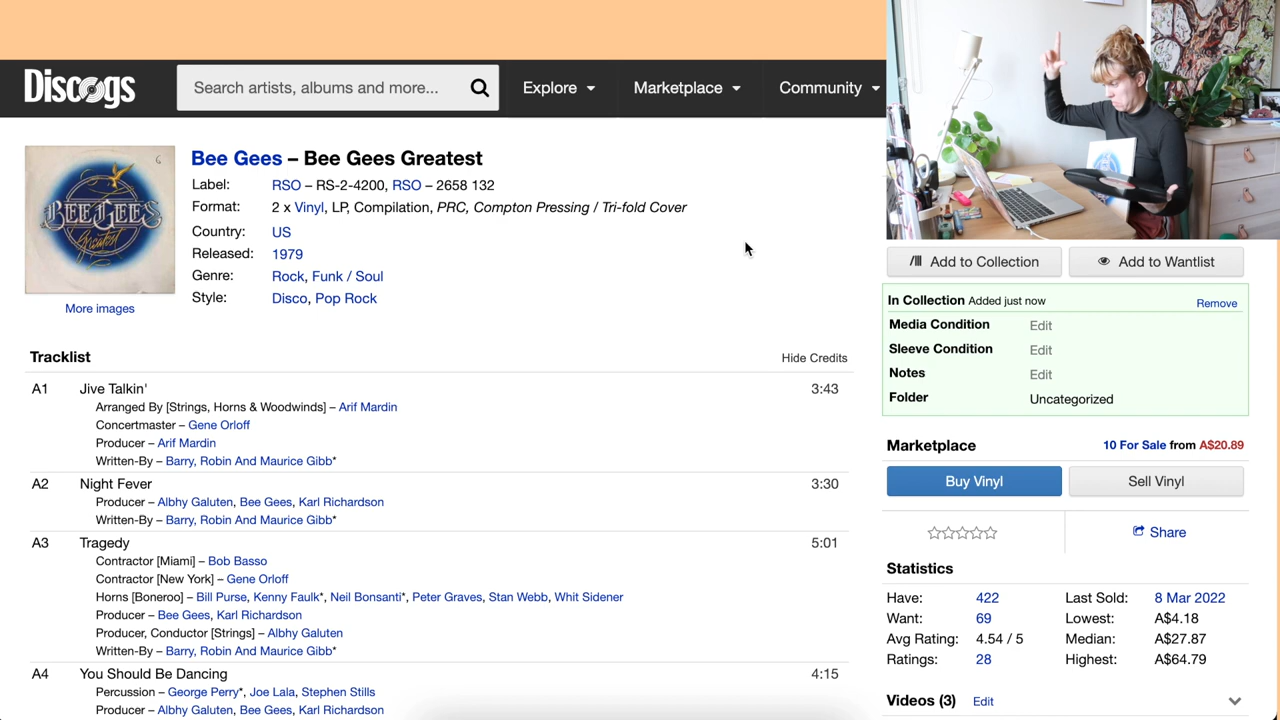 Discogs
Search artists, albums and more...
Explore
Marketplace
Community
BEE GEES
Greatest
More images
Bee Gees – Bee Gees Greatest
Label: RSO – RS-2-4200, RSO – 2658 132
Format: 2 x Vinyl, LP, Compilation, PRC, Compton Pressing / Tri-fold Cover
Country: US
Released: 1979
Genre: Rock, Funk / Soul
Style: Disco, Pop Rock
Tracklist
Hide Credits
A1 Jive Talkin' 3:43
Arranged By [Strings, Horns & Woodwinds] – Arif Mardin
Concertmaster – Gene Orloff
Producer – Arif Mardin
Written-By – Barry, Robin And Maurice Gibb*
A2 Night Fever 3:30
Producer – Albhy Galuten, Bee Gees, Karl Richardson
Written-By – Barry, Robin And Maurice Gibb*
A3 Tragedy 5:01
Contractor [Miami] – Bob Basso
Contractor [New York] – Gene Orloff
Horns [Boneroo] – Bill Purse, Kenny Faulk*, Neil Bonsanti*, Peter Graves, Stan Webb, Whit Sidener
Producer – Bee Gees, Karl Richardson
Producer, Conductor [Strings] – Albhy Galuten
Written-By – Barry, Robin And Maurice Gibb*
A4 You Should Be Dancing 4:15
Percussion – George Perry*, Joe Lala, Stephen Stills
Producer – Albhy Galuten, Bee Gees, Karl Richardson
Add to Collection
Add to Wantlist
In Collection Added just now
Remove
Media Condition Edit
Sleeve Condition Edit
Notes Edit
Folder Uncategorized
Marketplace
10 For Sale from A$20.89
Buy Vinyl
Sell Vinyl
Share
Statistics
Have: 422
Last Sold: 8 Mar 2022
Want: 69
Lowest: A$4.18
Avg Rating: 4.54 / 5
Median: A$27.87
Ratings: 28
Highest: A$64.79
Videos (3) Edit